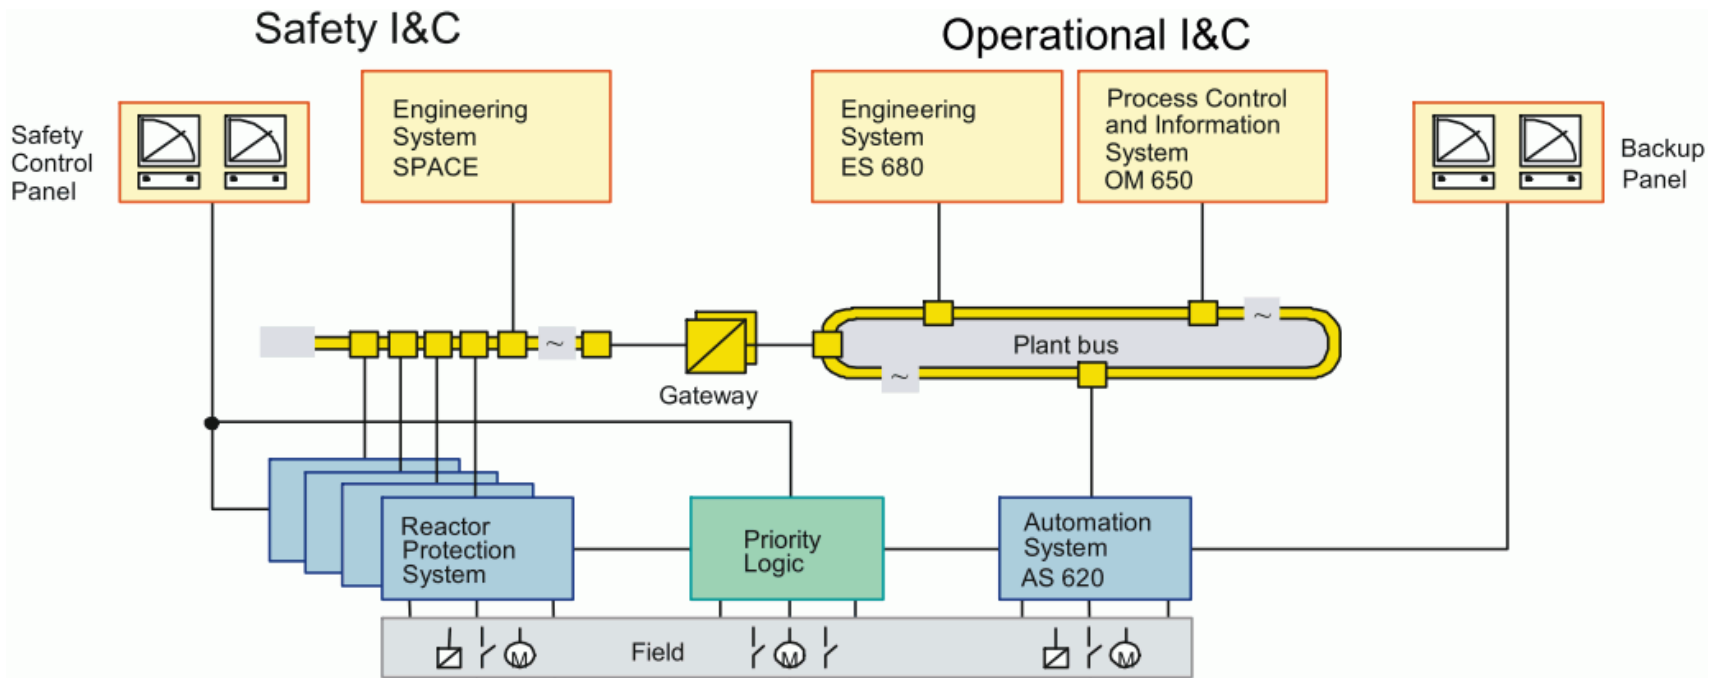 Safety I&C
Operational I&C
Safety
Control
Panel
Engineering
System
SPACE
Engineering
System
ES 680
Process Control
and Information
System
OM 650
Backup
Panel
~
~
~
Plant bus
Gateway
Reactor
Protection
System
Priority
Logic
Automation
System
AS 620
M
Field
M
M